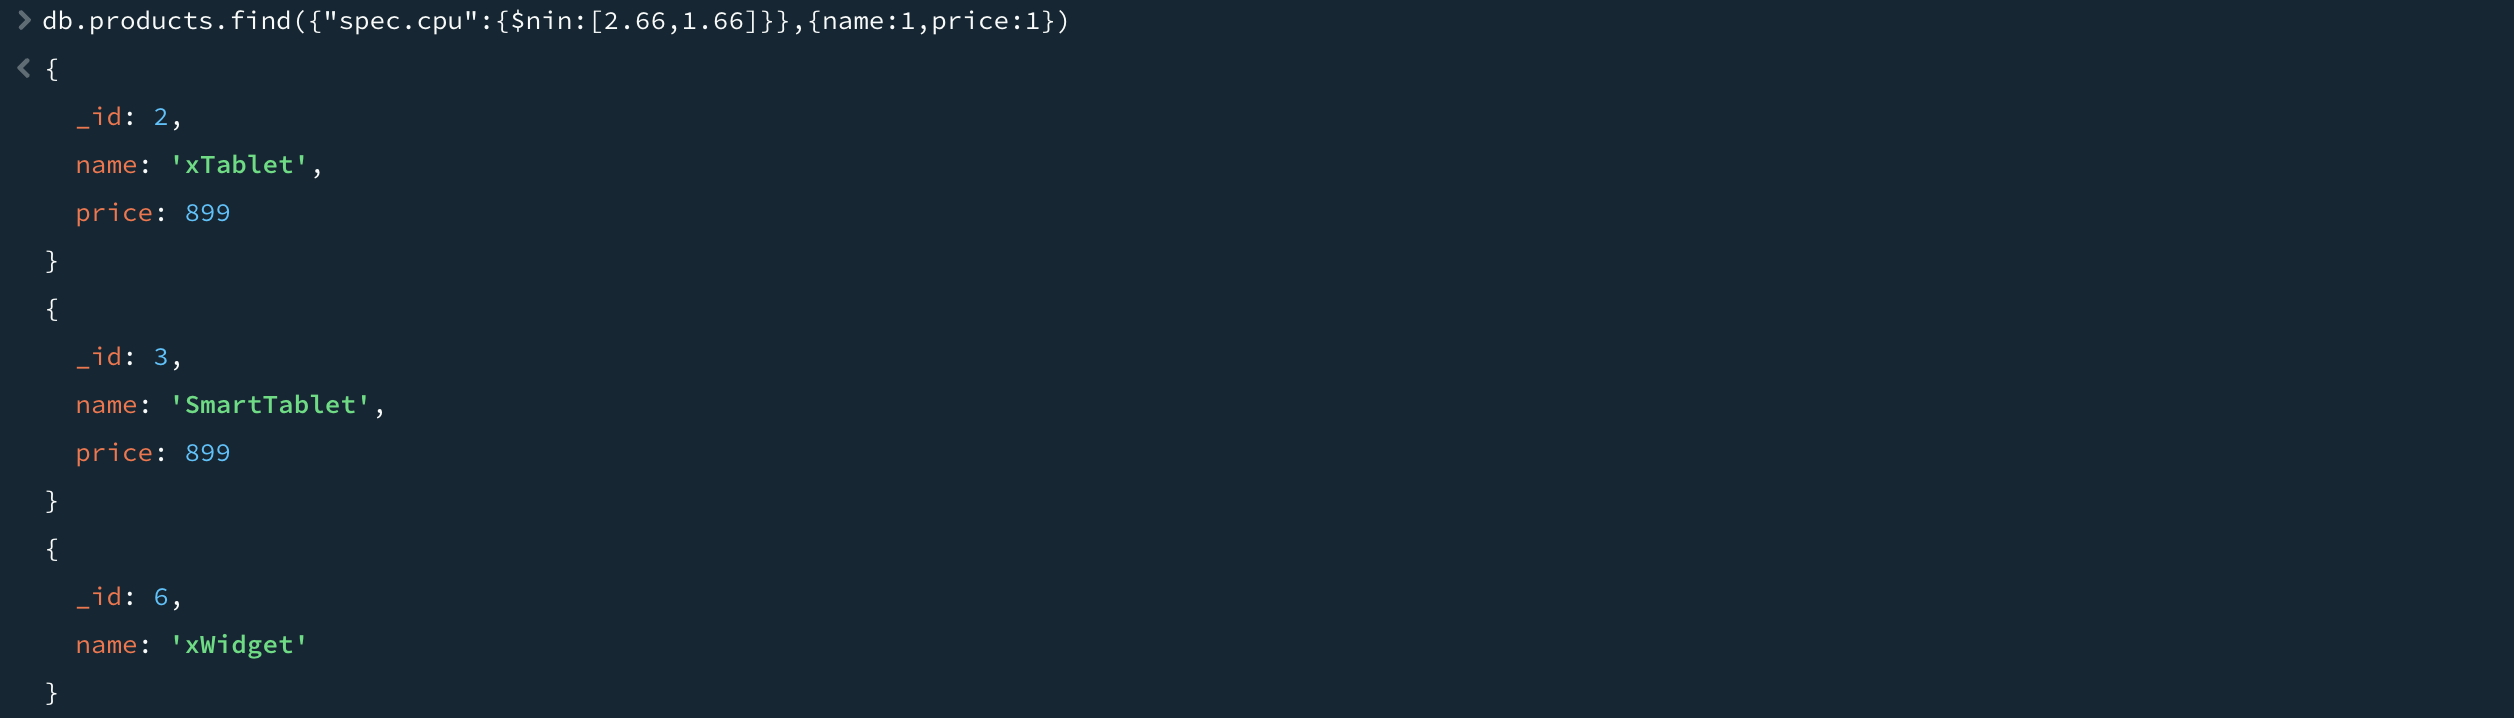 > db.products.find({"spec.cpu":{$nin:[2.66,1.66]}},{name:1,price:1})
< {
_id: 2,
name: 'xTablet',
price: 899
}
{
_id: 3,
name: 'SmartTablet',
price: 899
}
{
_id: 6,
name: 'xWidget'
}